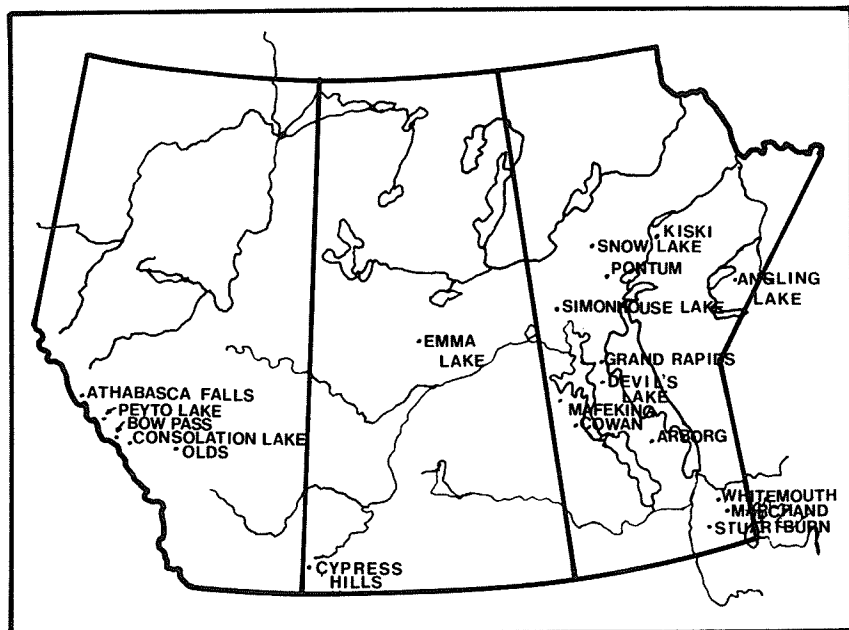 KISKI
SNOW LAKE
PONTUM
ANGLING
LAKE
SIMONHOUSE LAKE
EMMA
LAKE
GRAND RAPIDS
DEVIL'S
LAKE
ATHABASCA FALLS
PEYTO LAKE
BOW PASS
CONSOLATION LAKE
OLDS
MAFEKING
COWAN
ARBORG
WHITEMOUTH
MARCHAND
STUARTBURN
CYPRESS
HILLS